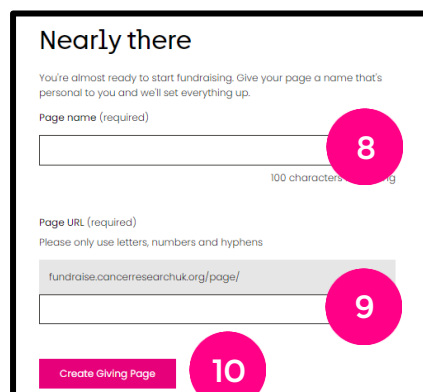 Nearly there
You're almost ready to start fundraising. Give your page a name that's
personal to you and we'll set everything up.
Page name (required)
8
100 characters
Page URL (required)
Please only use letters, numbers and hyphens
fundraise.cancerresearchuk.org/page/
9
Create Giving Page
10